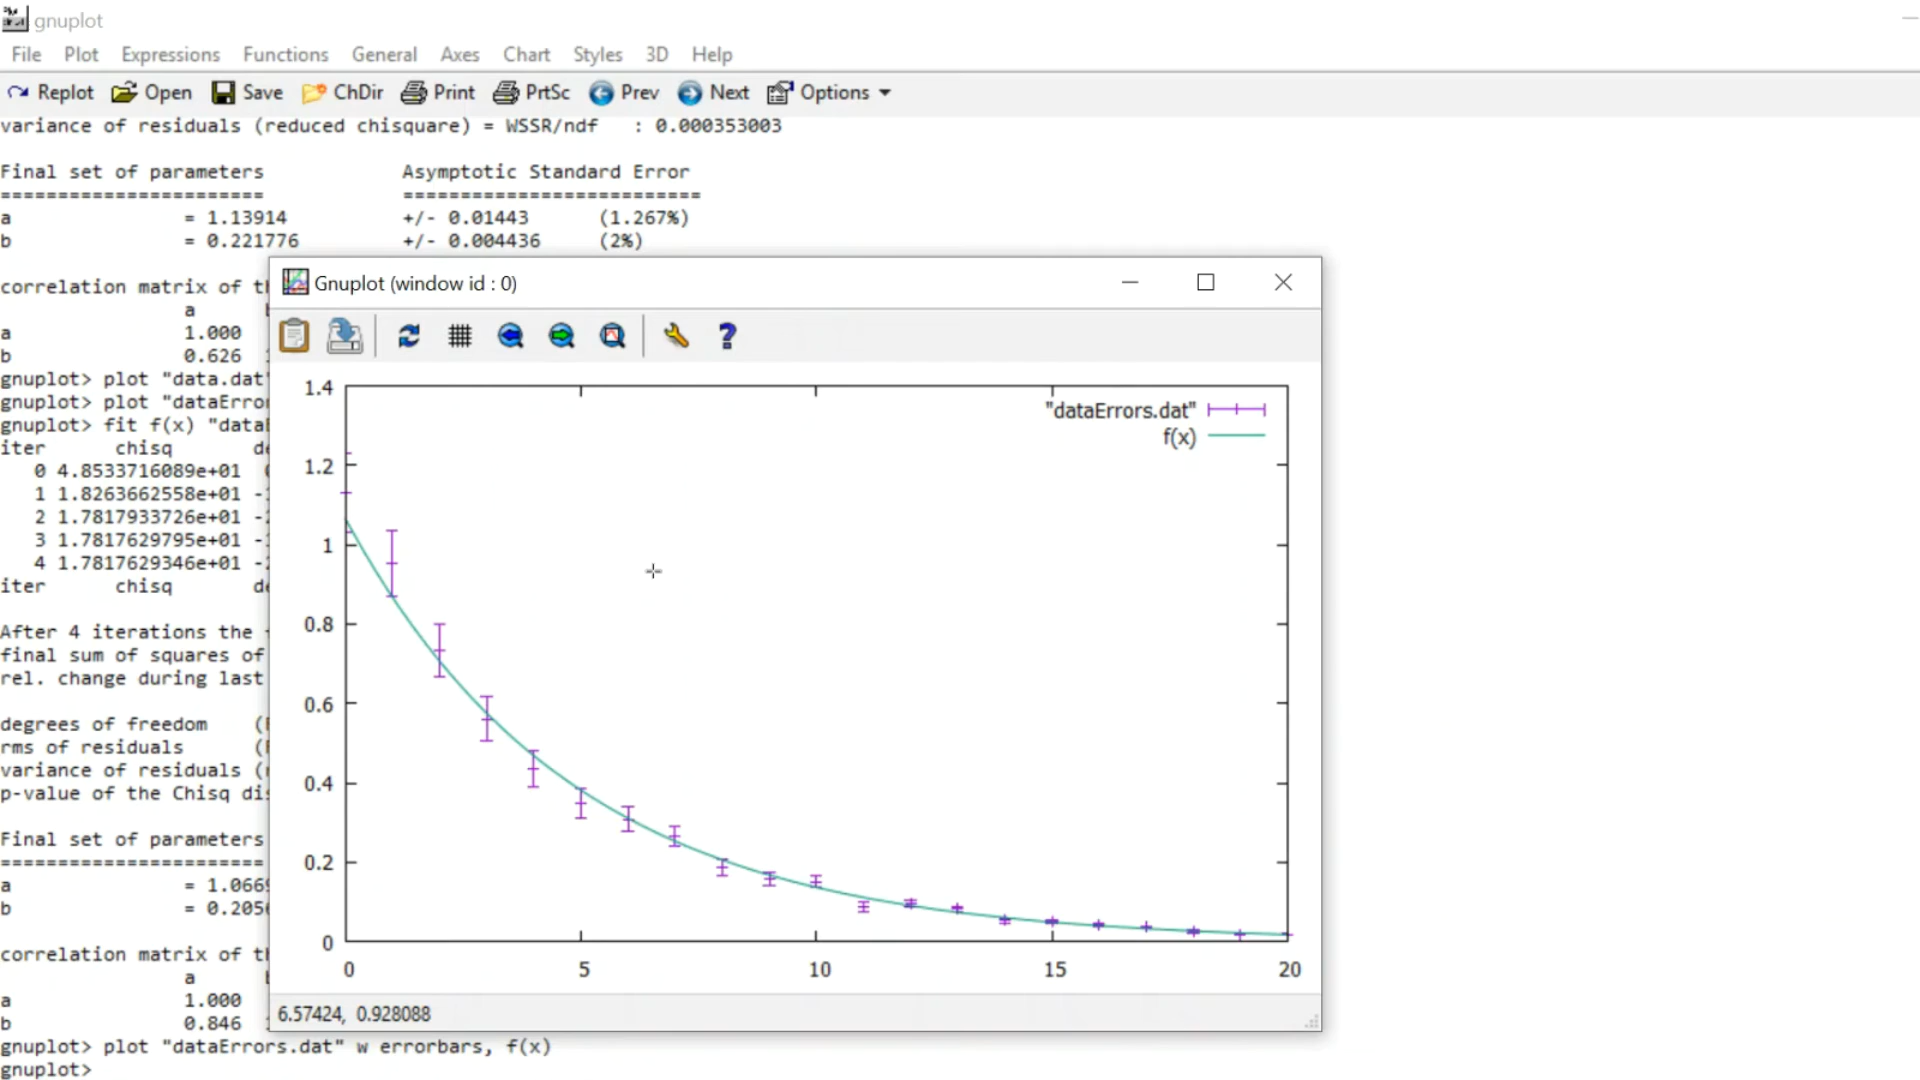 gnuplot
File Plot Expressions Functions General Axes Chart Styles 3D Help
Replot Open Save ChDir Print PrtSc Prev Next Options
variance of residuals (reduced chisquare) = WSSR/ndf   : 0.000353003
Final set of parameters            Asymptotic Standard Error
=======================            ==========================
a               = 1.13914          +/- 0.01443      (1.267%)
b               = 0.221776         +/- 0.004436     (2%)
correlation matrix of t
a
a               1.000
b               0.626
gnuplot> plot "data.dat"
gnuplot> plot "dataErro
gnuplot> fit f(x) "data
iter      chisq       de
0 4.8533716089e+01
1 1.8263662558e+01 -
2 1.7817933726e+01 -
3 1.7817629795e+01 -
4 1.7817629346e+01 -
iter      chisq       de
After 4 iterations the
final sum of squares of
rel. change during last
degrees of freedom    (
rms of residuals      (
variance of residuals (
p-value of the Chisq di
Final set of parameters
=======================
a               = 1.066
b               = 0.205
correlation matrix of t
a
a               1.000
b               0.846
gnuplot> plot "dataErrors.dat" w errorbars, f(x)
gnuplot>
Gnuplot (window id : 0)
"dataErrors.dat"
f(x)
1.4
1.2
1
0.8
0.6
0.4
0.2
0
0 5 10 15 20
6.57424, 0.928088